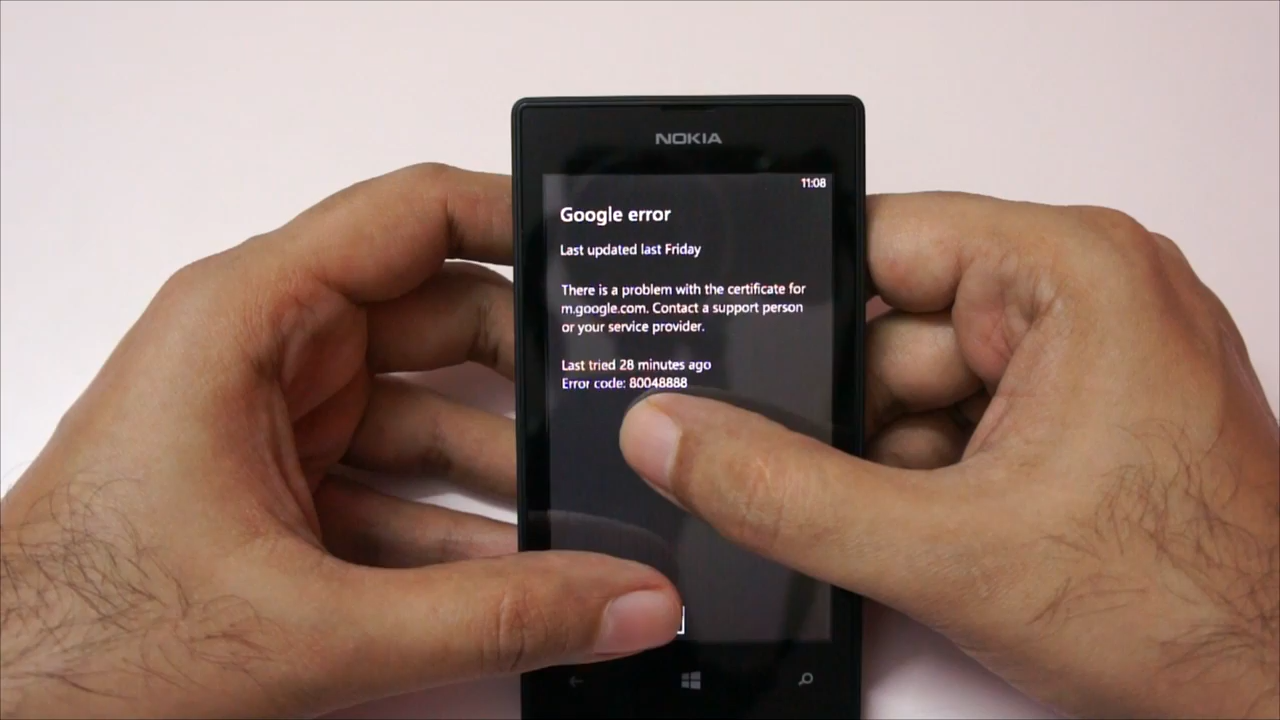 NOKIA
11:08
Google error
Last updated last Friday
There is a problem with the certificate for
m.google.com. Contact a support person
or your service provider.
Last tried 28 minutes ago
Error code: 80048888